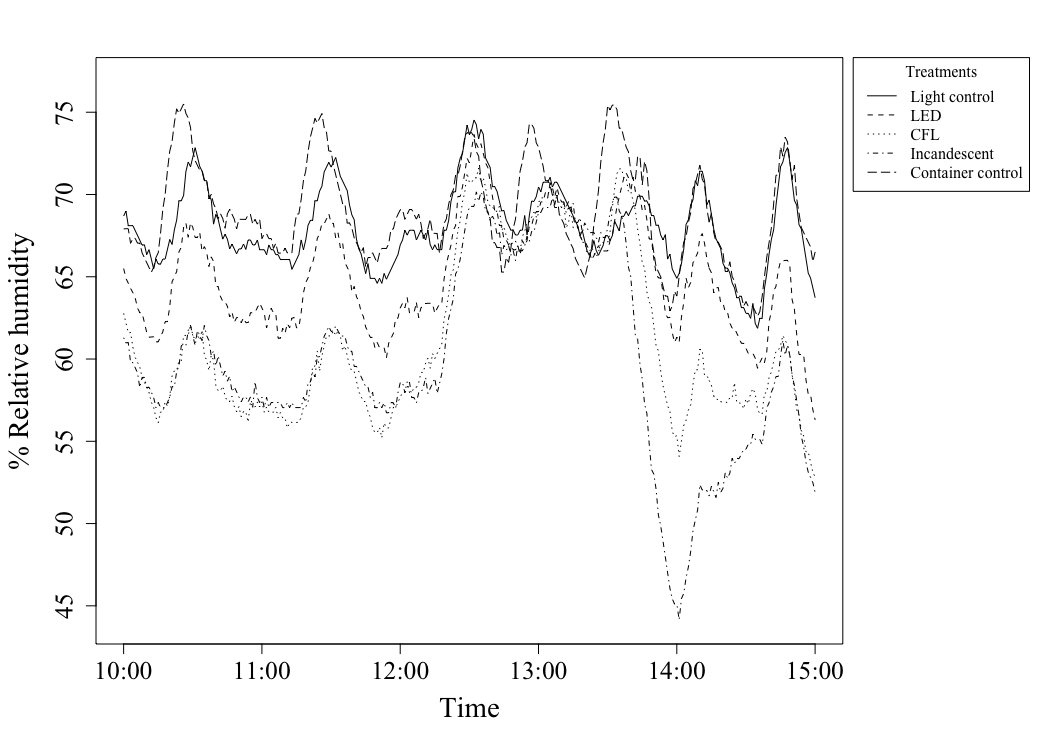 Treatments
Light control
LED
CFL
Incandescent
Container control
% Relative humidity
75
70
65
60
55
50
45
10:00 11:00 12:00 13:00 14:00 15:00
Time